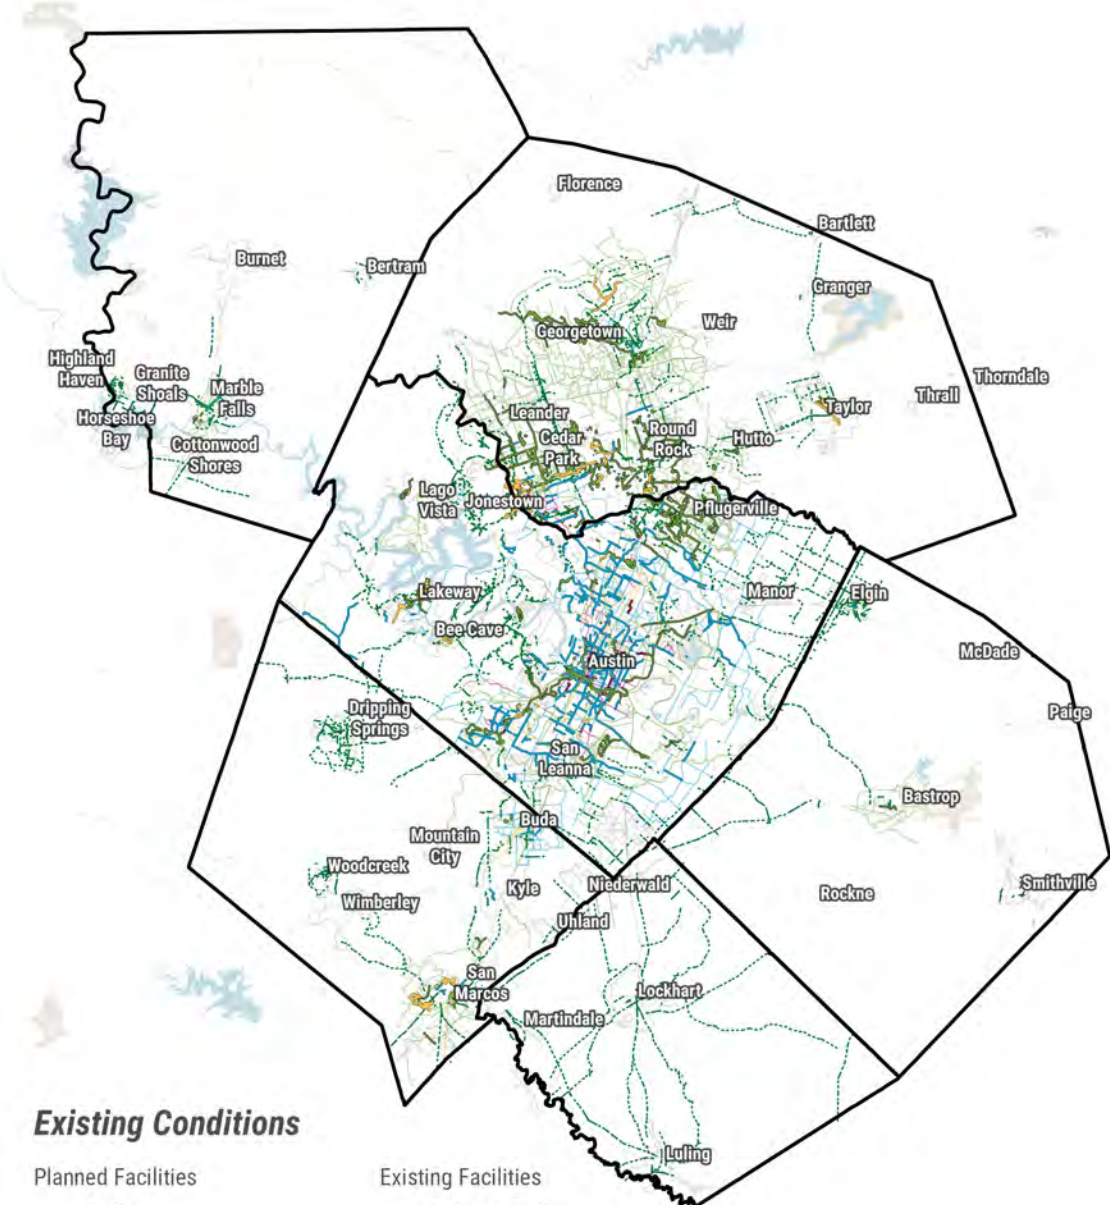 Florence
Bartlett
Burnet
Bertram
Granger
Georgetown
Weir
Highland
Haven
Granite
Shoals
Marble
Falls
Thorndale
Thrall
Horseshoe
Bay
Leander
Taylor
Cottonwood
Shores
Cedar
Park
Round
Rock
Hutto
Lago
Vista
Jonestown
Pflugerville
Lakeway
Manor
Elgin
Bee Cave
Austin
McDade
Dripping
Springs
Paige
San
Leanna
Bastrop
Buda
Mountain
City
Woodcreek
Kyle
Niederwald
Rockne
Smithville
Wimberley
Uhland
San
Marcos
Lockhart
Martindale
Luling
Existing Conditions
Planned Facilities
Existing Facilities